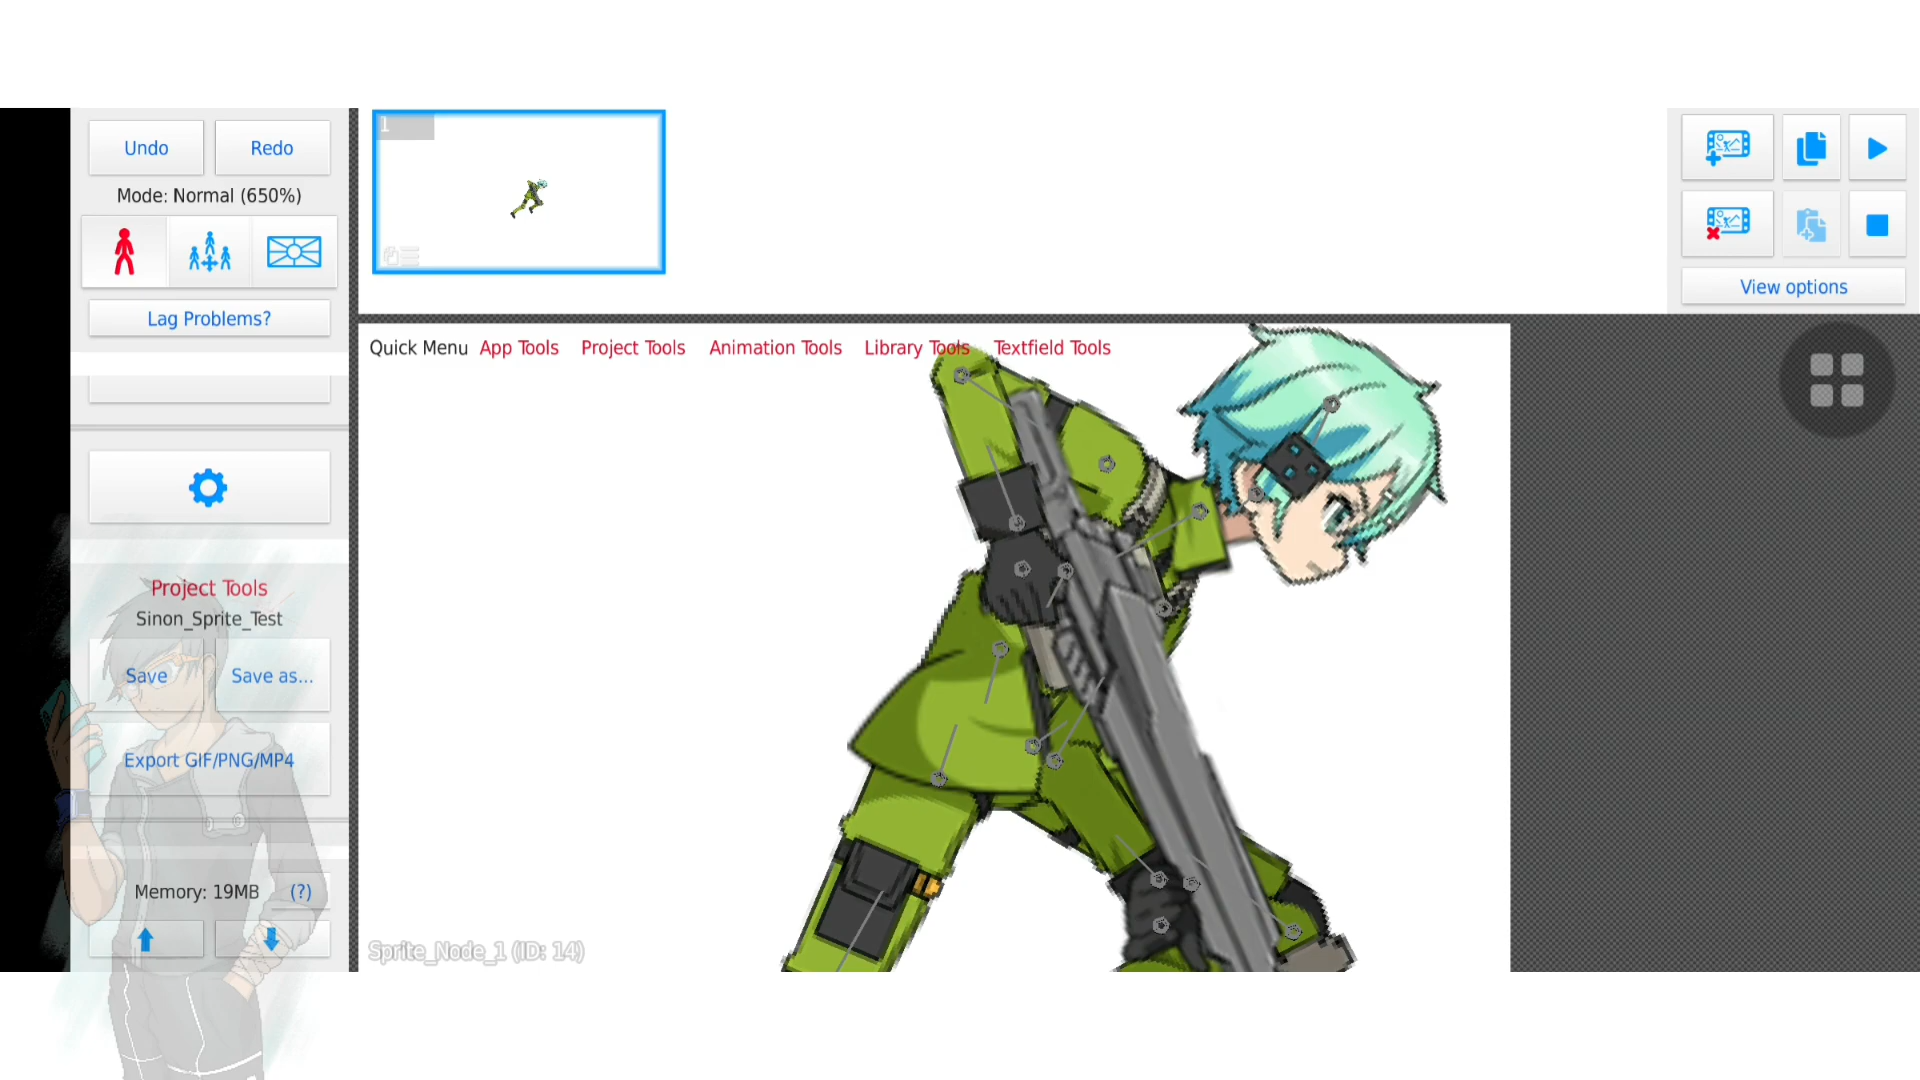 Undo
Redo
Mode: Normal (650%)
Lag Problems?
Project Tools
Sinon_Sprite_Test
Save
Save as...
Export GIF/PNG/MP4
Memory: 19MB
(?)
1
View options
Quick Menu
App Tools
Project Tools
Animation Tools
Library Tools
Textfield Tools
Sprite_Node_1 (ID: 14)